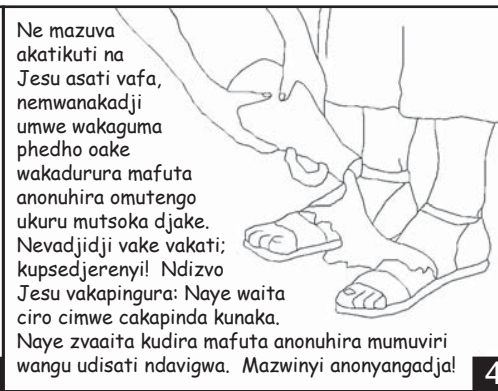 Ne mazuva
akatikuti na
Jesu asati vafa,
nemwanakadji
umwe wakaguma
phedho oake
wakadurura mafuta
anonuhira omutengo
ukuru mutsoka djake.
Nevadjidji vake vakati;
kupsedjerenyi! Ndizvo
Jesu vakapingura: Naye waita
ciro cimwe cakapinda kunaka.
Naye zvaaita kudira mafuta anonuhira mumuviri
wangu udisati ndavigwa. Mazwinyi anonyangadja!
4